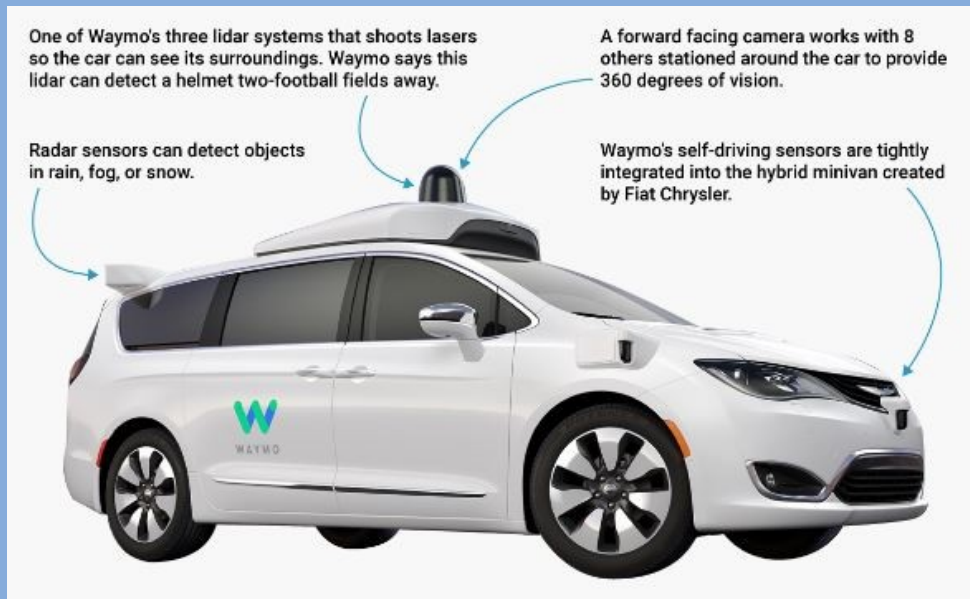 One of Waymo's three lidar systems that shoots lasers
so the car can see its surroundings. Waymo says this
lidar can detect a helmet two-football fields away.
A forward facing camera works with 8
others stationed around the car to provide
360 degrees of vision.
Radar sensors can detect objects
in rain, fog, or snow.
Waymo's self-driving sensors are tightly
integrated into the hybrid minivan created
by Fiat Chrysler.
WAYMO